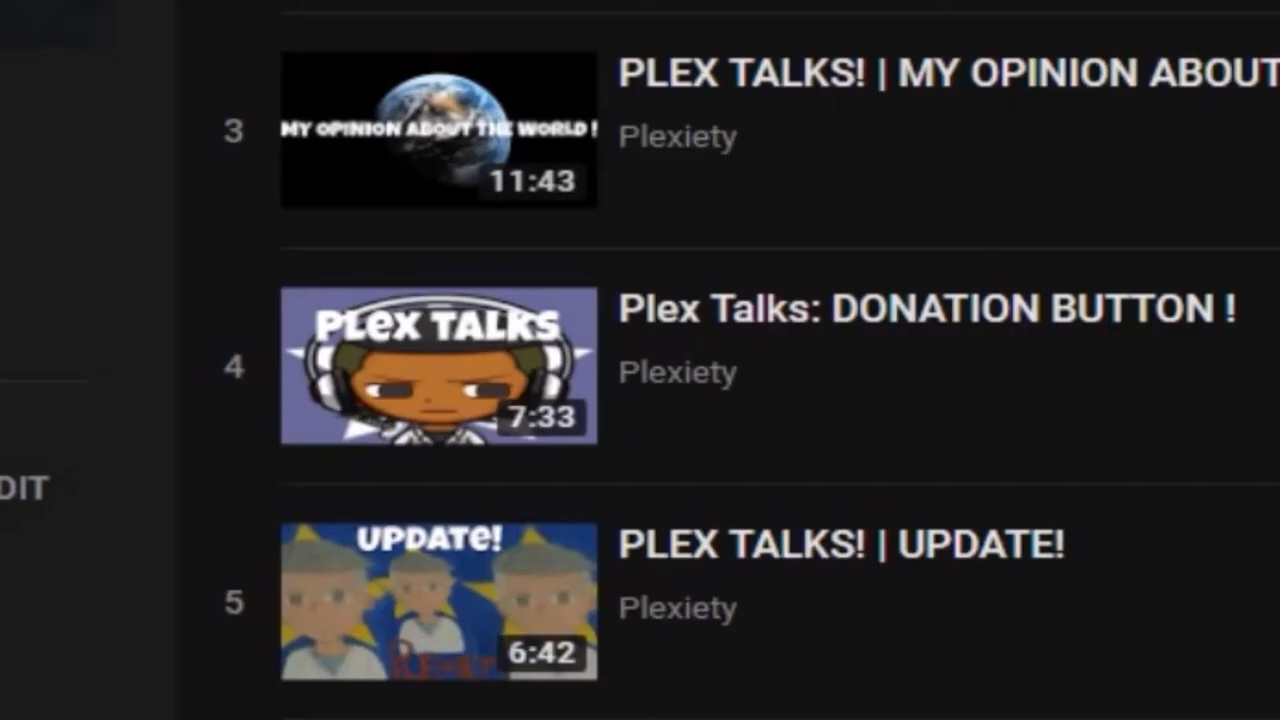 3
MY OPINION ABOUT THE WORLD !
11:43
PLEX TALKS! | MY OPINION ABOUT
Plexiety
4
PLex TALKS
7:33
Plex Talks: DONATION BUTTON !
Plexiety
DIT
5
UPDATe!
6:42
PLEX TALKS! | UPDATE!
Plexiety